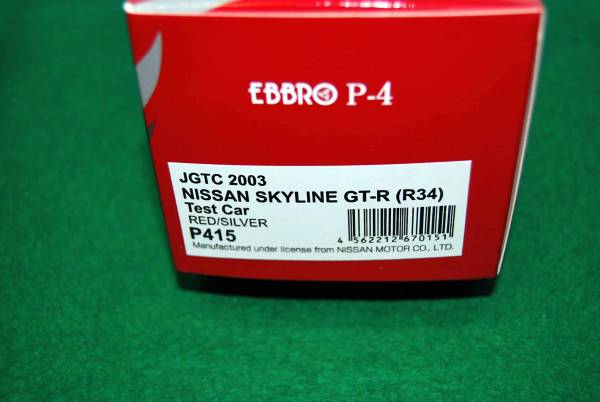 EBBRO P-4
JGTC 2003
NISSAN SKYLINE GT-R (R34)
Test Car
RED/SILVER
P415
4 562212 670151
Manufactured under license from NISSAN MOTOR CO., LTD.